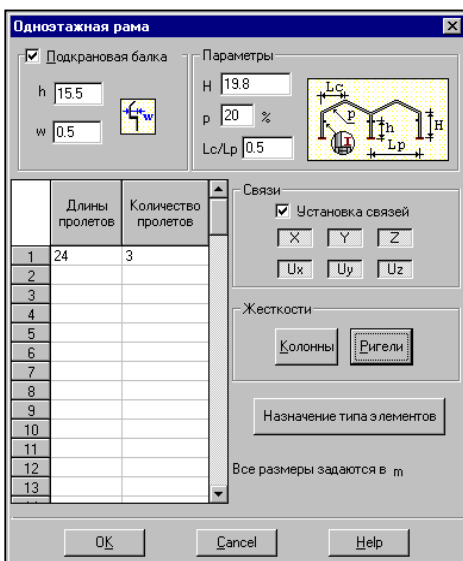 Одноэтажная рама
Подкрановая балка
h 15.5
w 0.5
w
Параметры
H 19.8
p 20 %
Lc/Lp 0.5
Lc
p
h
H
Lp
Длины пролетов
Количество пролетов
1 24 3
2
3
4
5
6
7
8
9
10
11
12
13
Связи
Установка связей
X Y Z
Ux Uy Uz
Жесткости
Колонны Ригели
Назначение типа элементов
Все размеры задаются в m
OK Cancel Help